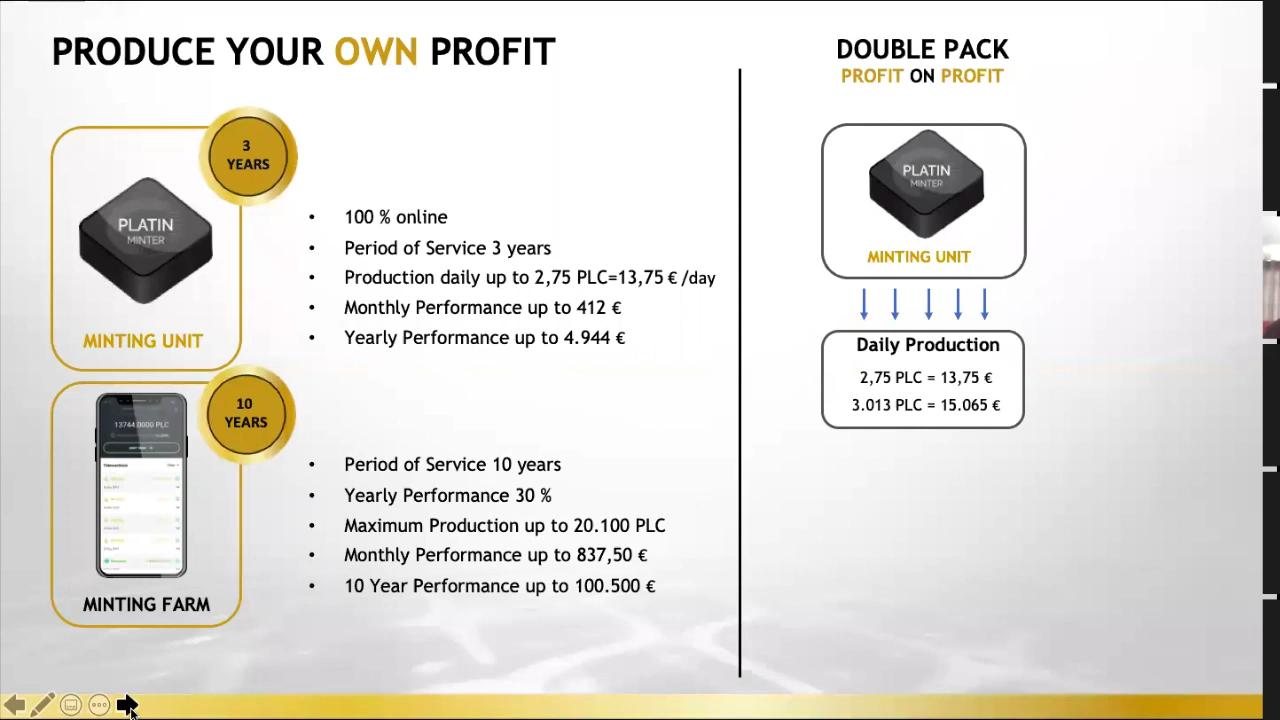 PRODUCE YOUR OWN PROFIT
3
YEARS
PLATIN
MINTER
MINTING UNIT
• 100 % online
• Period of Service 3 years
• Production daily up to 2,75 PLC=13,75 € /day
• Monthly Performance up to 412 €
• Yearly Performance up to 4.944 €
10
YEARS
13744.0000 PLC
MINTING FARM
• Period of Service 10 years
• Yearly Performance 30 %
• Maximum Production up to 20.100 PLC
• Monthly Performance up to 837,50 €
• 10 Year Performance up to 100.500 €
DOUBLE PACK
PROFIT ON PROFIT
PLATIN
MINTER
MINTING UNIT
Daily Production
2,75 PLC = 13,75 €
3.013 PLC = 15.065 €